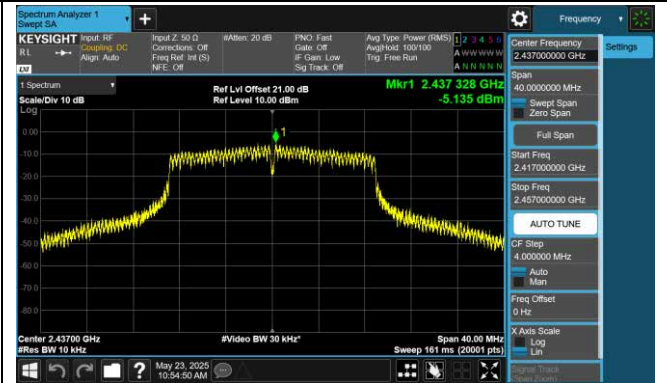 Spectrum Analyzer 1
Swept SA
+
Frequency
KEYSIGHT
RL
Input: RF
Coupling: DC
Align: Auto
Input Z: 50 Ω
Corrections: Off
Freq Ref: Int (S)
NFE: Off
#Atten: 20 dB
PNO: Fast
Gate: Off
IF Gain: Low
Sig Track: Off
Avg Type: Power (RMS)
Avg|Hold: 100/100
Trig: Free Run
1 2 3 4 5 6
A W W W W W
A N N N N N
1 Spectrum
Scale/Div 10 dB
Ref Lvl Offset 21.00 dB
Ref Level 10.00 dBm
Mkr1 2.437 328 GHz
-5.135 dBm
Log
0.00
-10.0
-20.0
-30.0
-40.0
-50.0
-60.0
-70.0
-80.0
1
Center 2.43700 GHz
#Res BW 10 kHz
#Video BW 30 kHz*
Span 40.00 MHz
Sweep 161 ms (20001 pts)
Center Frequency
2.437000000 GHz
Settings
Span
40.0000000 MHz
Swept Span
Zero Span
Full Span
Start Freq
2.417000000 GHz
Stop Freq
2.457000000 GHz
AUTO TUNE
CF Step
4.000000 MHz
Auto
Man
Freq Offset
0 Hz
X Axis Scale
Log
Lin
Signal Track
(Span Zoom)
?
May 23, 2025
10:54:50 AM